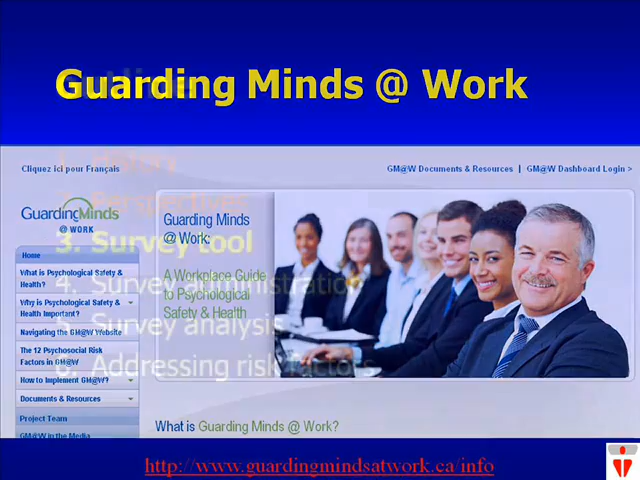 Guarding Minds @ Work
Outline
Cliquez ici pour Français
GM@W Documents & Resources | GM@W Dashboard Login >
1. History
2. Perspectives
3. Survey tool
4. Survey administration
5. Survey analysis
6. Addressing risk factors
GuardingMinds
@ WORK
Home
What is Psychological Safety &
Health?
Why is Psychological Safety &
Health Important?
Navigating the GM@W Website
The 12 Psychosocial Risk
Factors in GM@W
How to Implement GM@W?
Documents & Resources
Project Team
GM@W in the Media
Guarding Minds
@ Work:
A Workplace Guide
to Psychological
Safety & Health
What is Guarding Minds @ Work?
http://www.guardingmindsatwork.ca/info